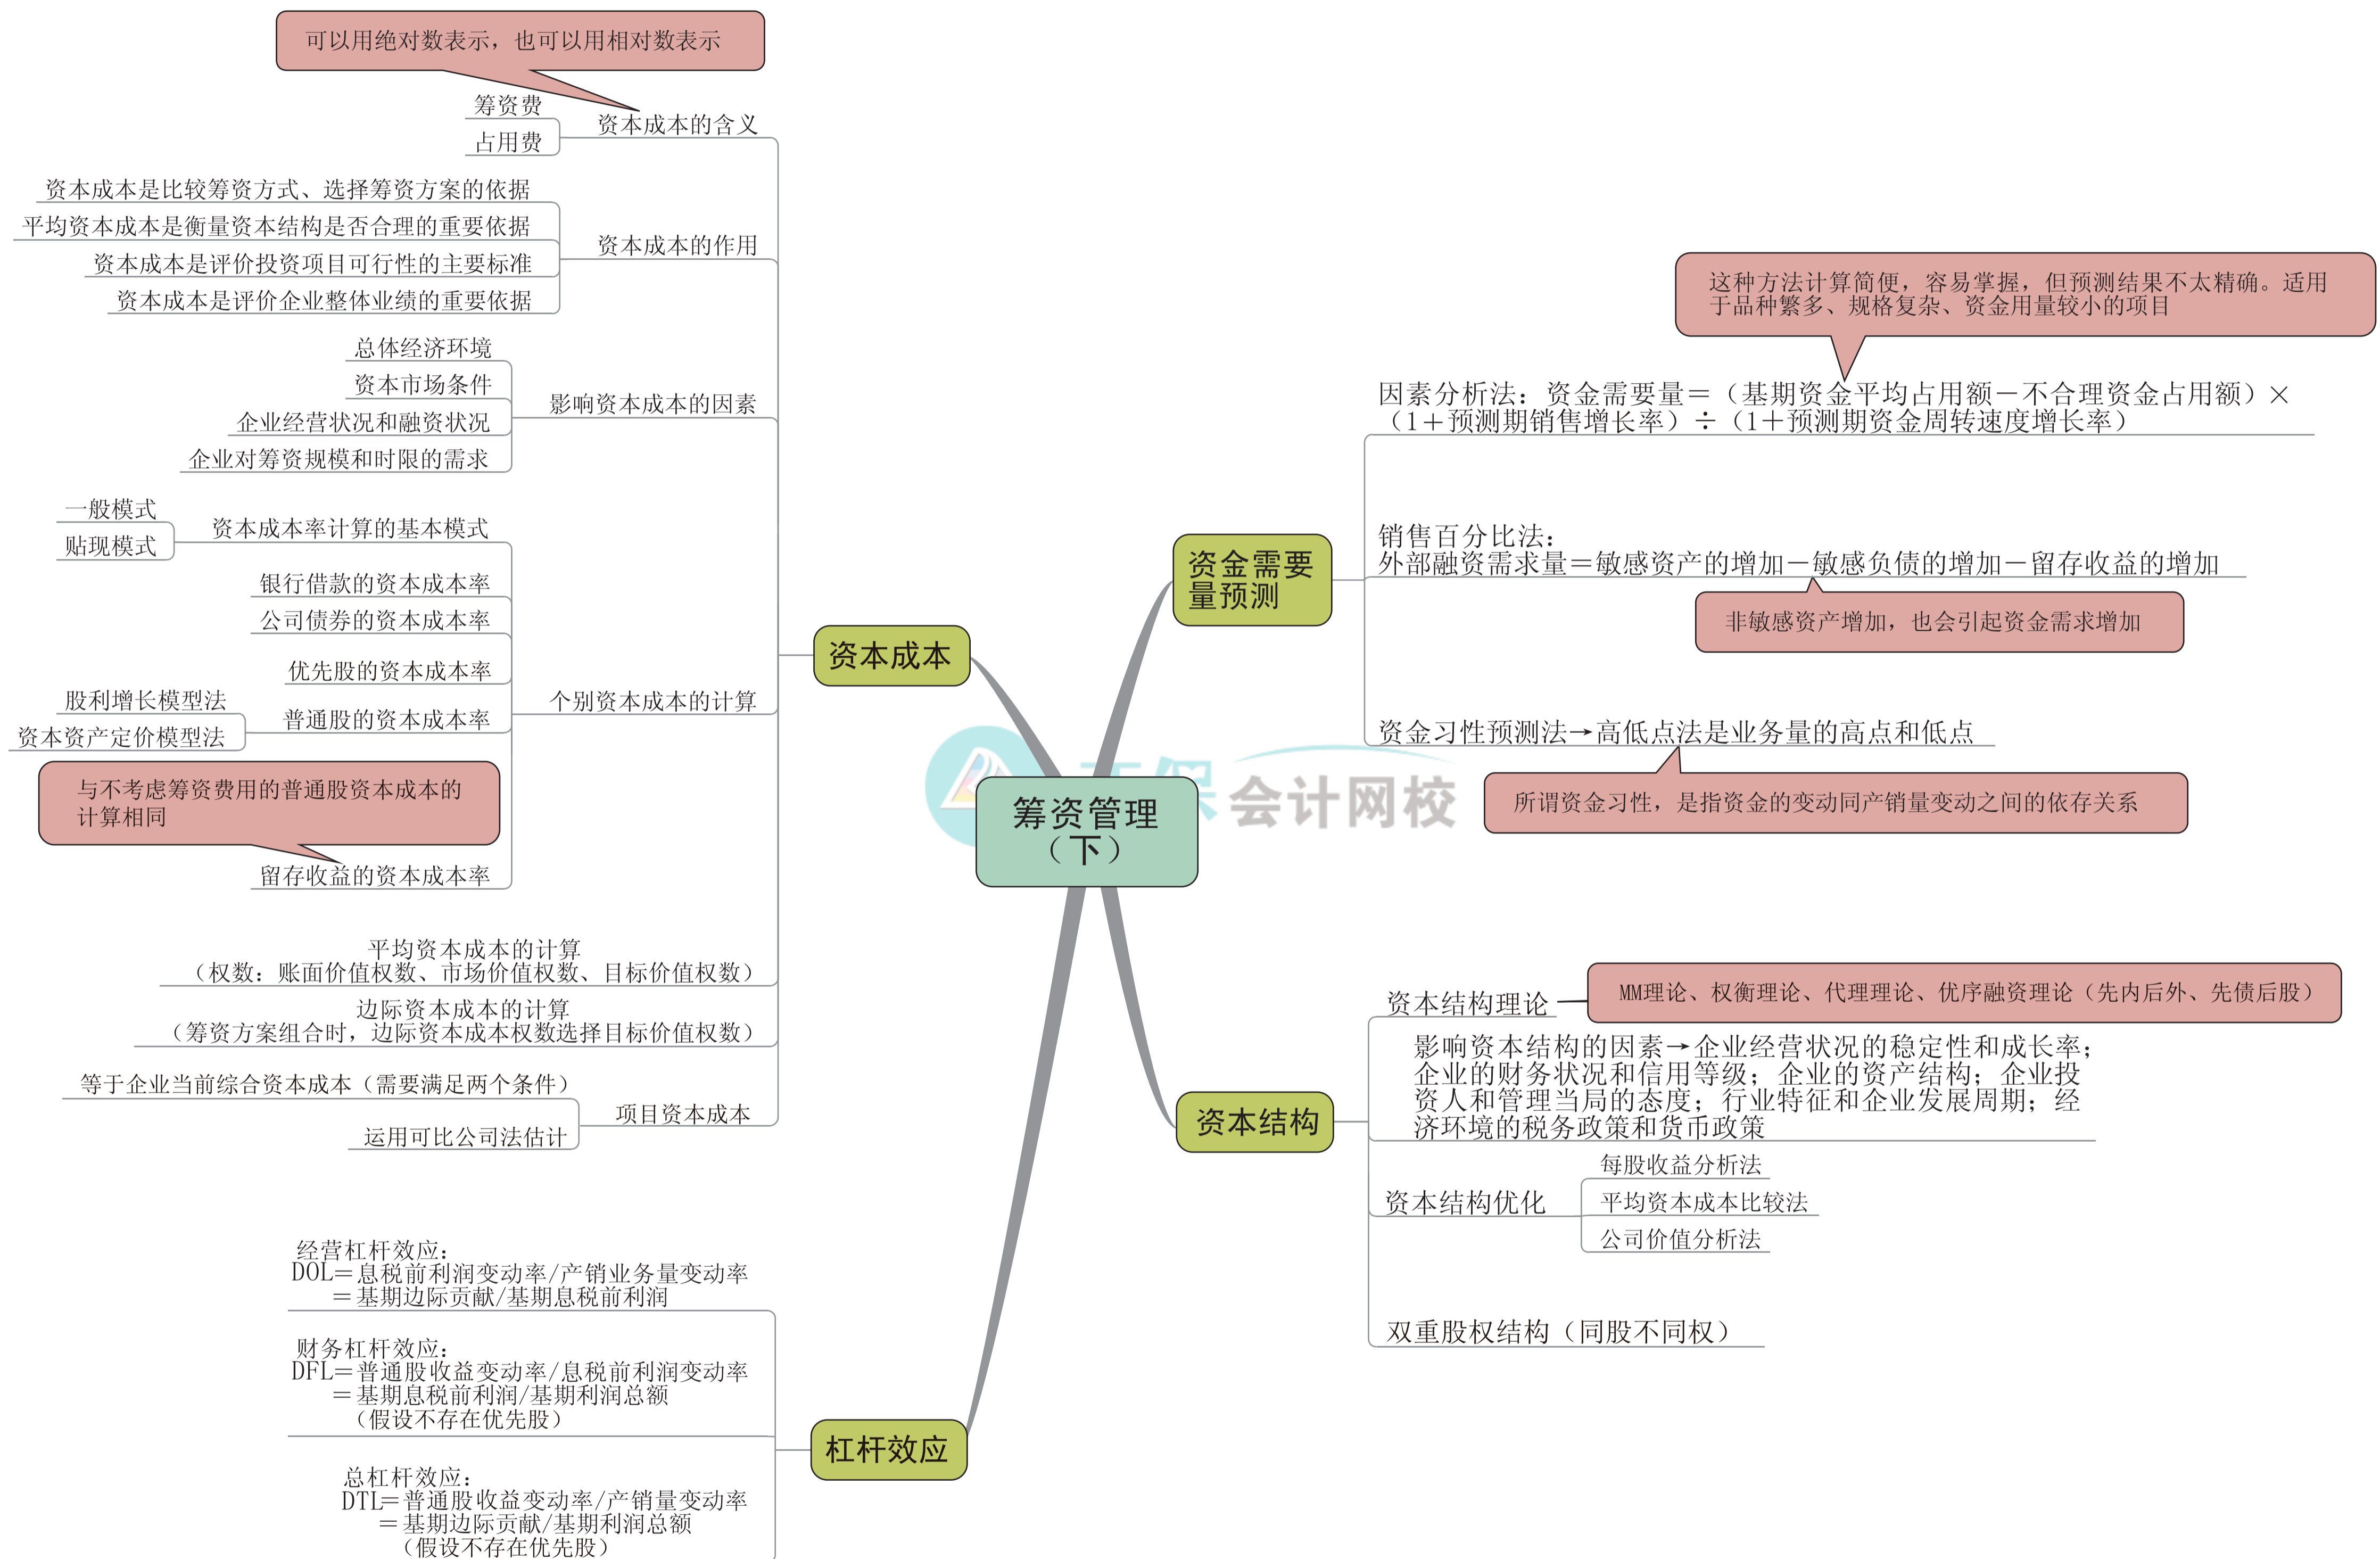 可以用绝对数表示，也可以用相对数表示
筹资费
占用费
资本成本的含义
资本成本是比较筹资方式、选择筹资方案的依据
平均资本成本是衡量资本结构是否合理的重要依据
资本成本是评价投资项目可行性的主要标准
资本成本是评价企业整体业绩的重要依据
资本成本的作用
总体经济环境
资本市场条件
企业经营状况和融资状况
企业对筹资规模和时限的需求
影响资本成本的因素
一般模式
贴现模式
资本成本率计算的基本模式
银行借款的资本成本率
公司债券的资本成本率
优先股的资本成本率
股利增长模型法
资本资产定价模型法
普通股的资本成本率
与不考虑筹资费用的普通股资本成本的
计算相同
留存收益的资本成本率
个别资本成本的计算
平均资本成本的计算
（权数：账面价值权数、市场价值权数、目标价值权数）
边际资本成本的计算
（筹资方案组合时，边际资本成本权数选择目标价值权数）
等于企业当前综合资本成本（需要满足两个条件）
运用可比公司法估计
项目资本成本
资本成本
经营杠杆效应：
DOL＝息税前利润变动率/产销业务量变动率
＝基期边际贡献/基期息税前利润
财务杠杆效应：
DFL＝普通股收益变动率/息税前利润变动率
＝基期息税前利润/基期利润总额
（假设不存在优先股）
总杠杆效应：
DTL＝普通股收益变动率/产销量变动率
＝基期边际贡献/基期利润总额
（假设不存在优先股）
杠杆效应
筹资管理
（下）
会计网校
资金需要
量预测
这种方法计算简便，容易掌握，但预测结果不太精确。适用
于品种繁多、规格复杂、资金用量较小的项目
因素分析法：资金需要量＝（基期资金平均占用额－不合理资金占用额）×
（1＋预测期销售增长率）÷（1＋预测期资金周转速度增长率）
销售百分比法：
外部融资需求量＝敏感资产的增加－敏感负债的增加－留存收益的增加
非敏感资产增加，也会引起资金需求增加
资金习性预测法→高低点法是业务量的高点和低点
所谓资金习性，是指资金的变动同产销量变动之间的依存关系
资本结构
资本结构理论
MM理论、权衡理论、代理理论、优序融资理论（先内后外、先债后股）
影响资本结构的因素→企业经营状况的稳定性和成长率；
企业的财务状况和信用等级；企业的资产结构；企业投
资人和管理当局的态度；行业特征和企业发展周期；经
济环境的税务政策和货币政策
资本结构优化
每股收益分析法
平均资本成本比较法
公司价值分析法
双重股权结构（同股不同权）